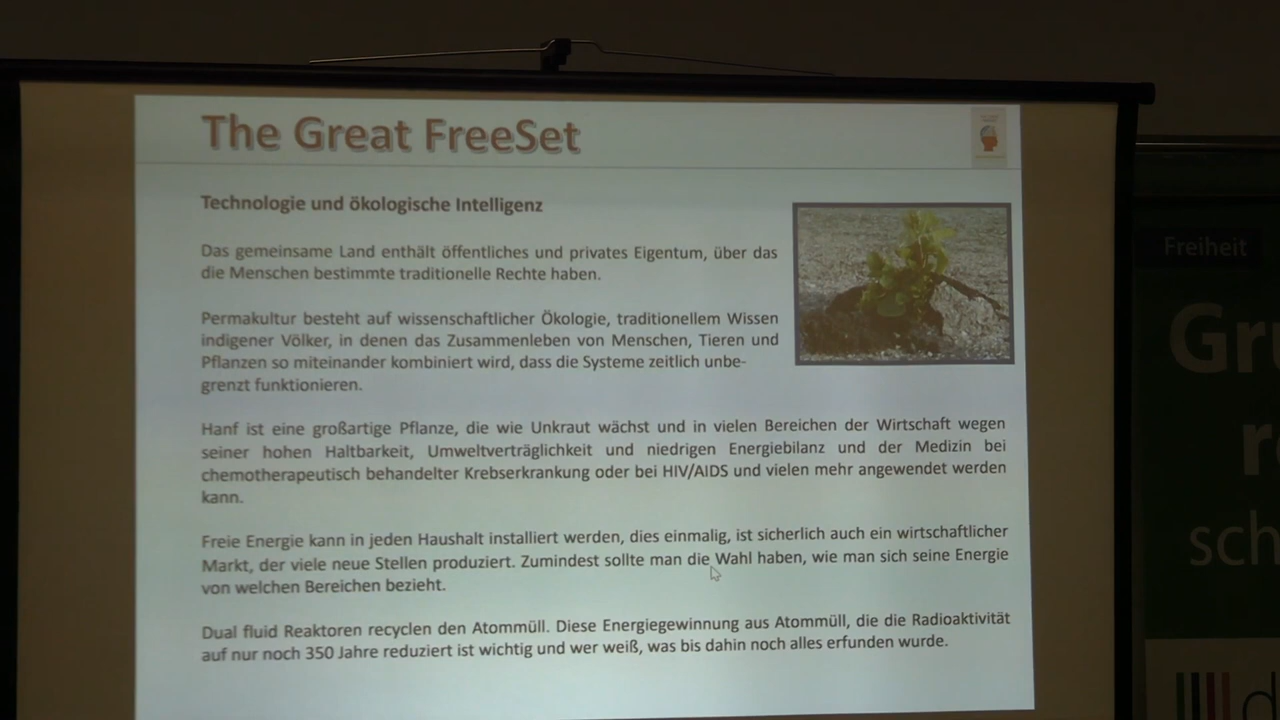 The Great FreeSet
Technologie und ökologische Intelligenz
Das gemeinsame Land enthält öffentliches und privates Eigentum, über das
die Menschen bestimmte traditionelle Rechte haben.
Permakultur besteht auf wissenschaftlicher Ökologie, traditionellem Wissen
indigener Völker, in denen das Zusammenleben von Menschen, Tieren und
Pflanzen so miteinander kombiniert wird, dass die Systeme zeitlich unbe-
grenzt funktionieren.
Hanf ist eine großartige Pflanze, die wie Unkraut wächst und in vielen Bereichen der Wirtschaft wegen
seiner hohen Haltbarkeit, Umweltverträglichkeit und niedrigen Energiebilanz und der Medizin bei
chemotherapeutisch behandelter Krebserkrankung oder bei HIV/AIDS und vielen mehr angewendet werden
kann.
Freie Energie kann in jeden Haushalt installiert werden, dies einmalig, ist sicherlich auch ein wirtschaftlicher
Markt, der viele neue Stellen produziert. Zumindest sollte man die Wahl haben, wie man sich seine Energie
von welchen Bereichen bezieht.
Dual fluid Reaktoren recyclen den Atommüll. Diese Energiegewinnung aus Atommüll, die die Radioaktivität
auf nur noch 350 Jahre reduziert ist wichtig und wer weiß, was bis dahin noch alles erfunden wurde.
Freiheit
Gr
r
sch
d